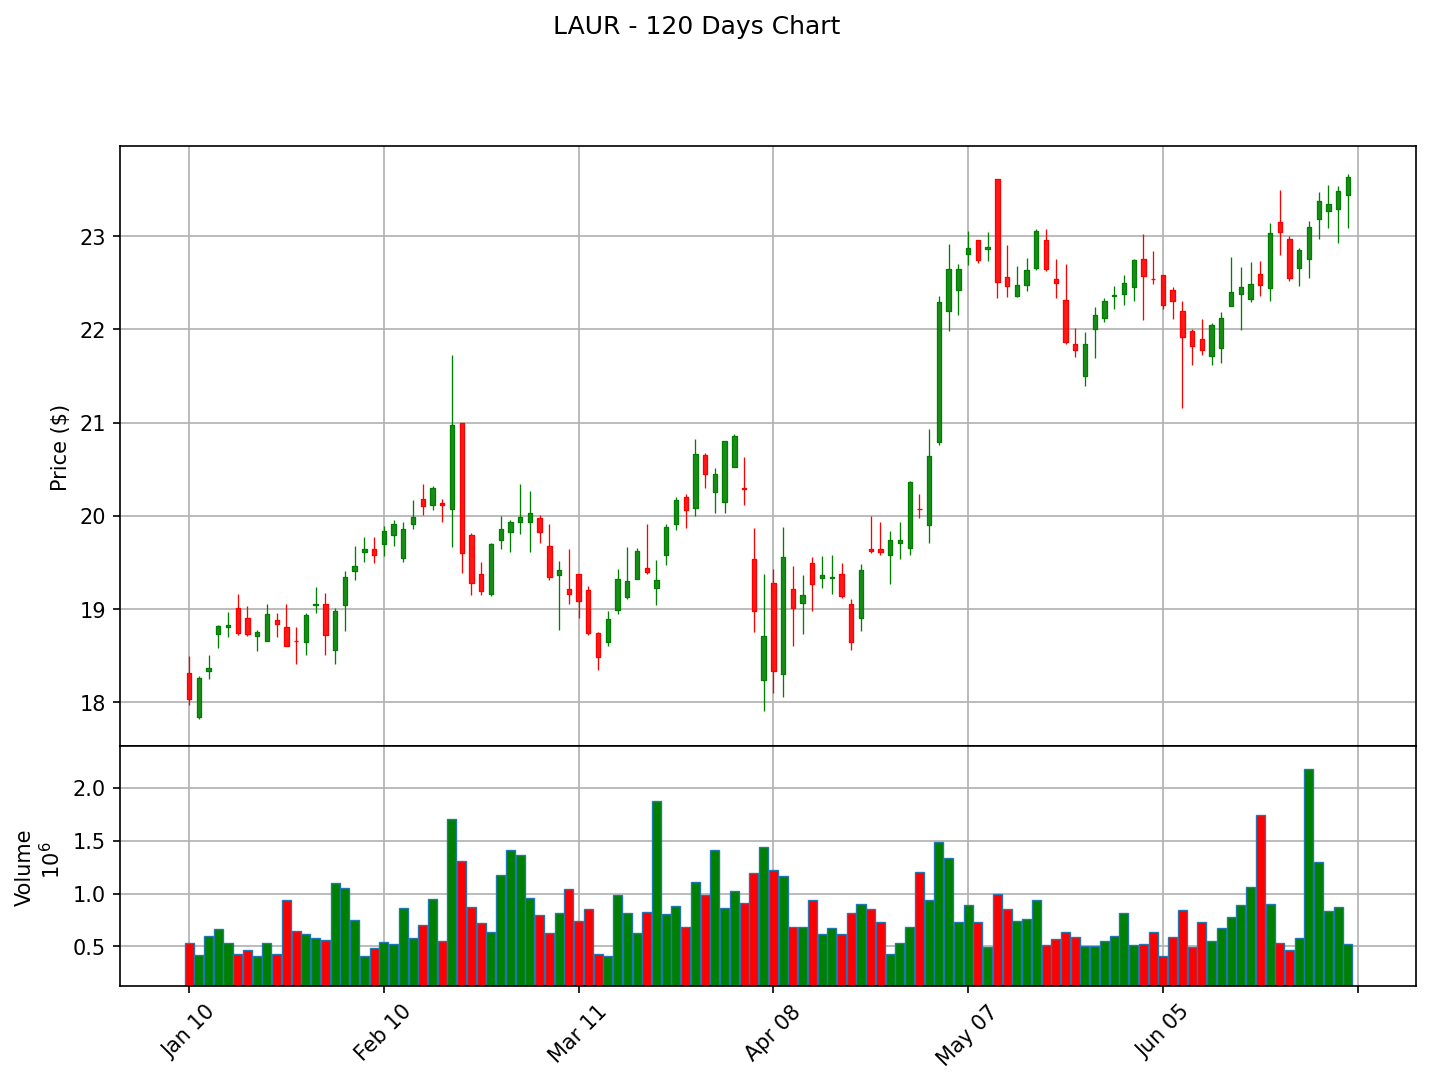 LAUR - 120 Days Chart
Price ($)
23
22
21
20
19
18
Volume
10^6
2.0
1.5
1.0
0.5
Jan 10
Feb 10
Mar 11
Apr 08
May 07
Jun 05